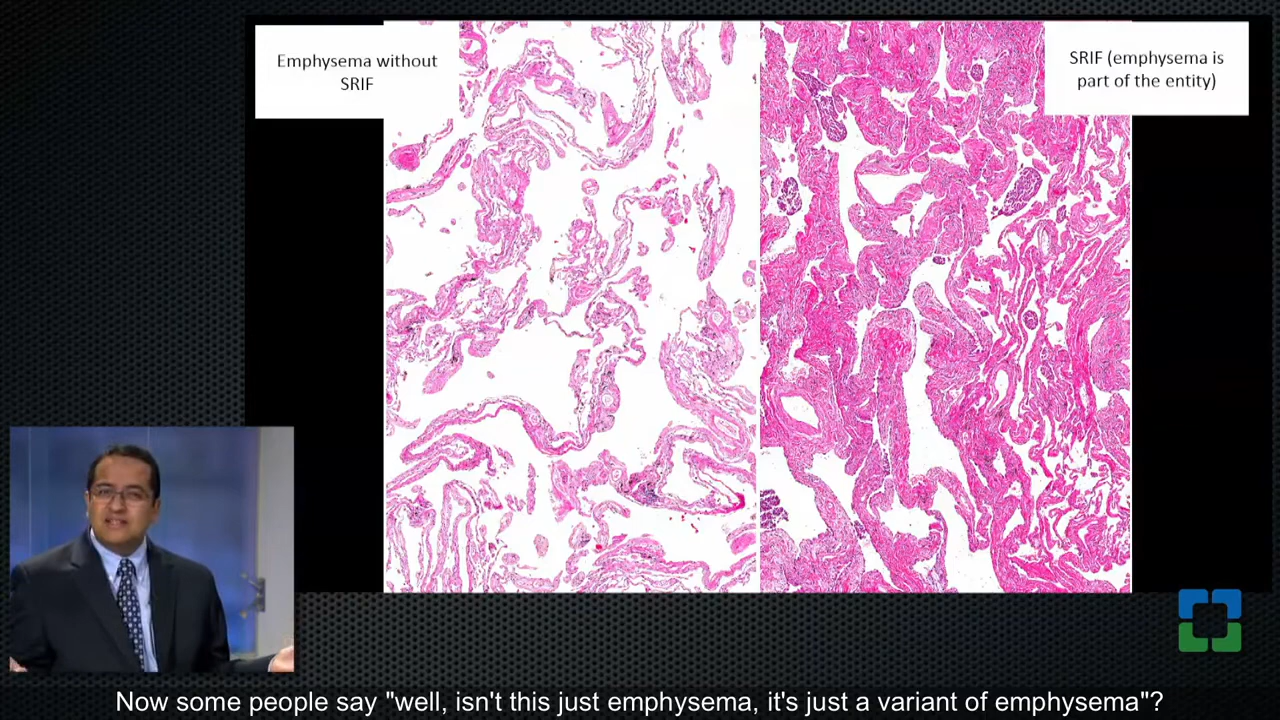 Emphysema without
SRIF
SRIF (emphysema is
part of the entity)
Now some people say "well, isn't this just emphysema, it's just a variant of emphysema"?